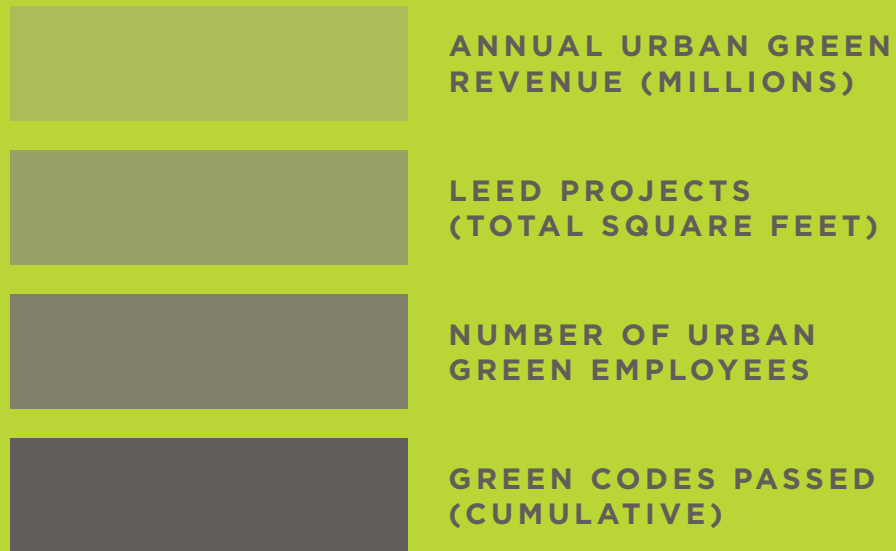 ANNUAL URBAN GREEN
REVENUE (MILLIONS)
LEED PROJECTS
(TOTAL SQUARE FEET)
NUMBER OF URBAN
GREEN EMPLOYEES
GREEN CODES PASSED
(CUMULATIVE)